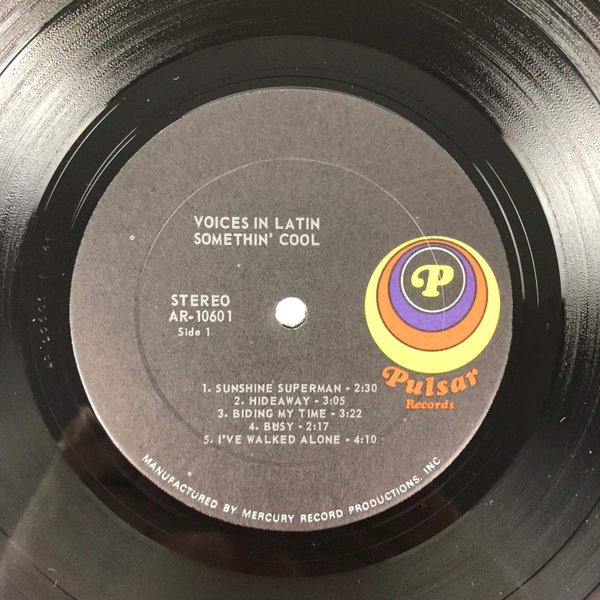 VOICES IN LATIN
SOMETHIN' COOL
STEREO
AR-10601
Side 1
P
Pulsar
Records
1. SUNSHINE SUPERMAN - 2:30
2. HIDEAWAY - 3:05
3. BIDING MY TIME - 3:22
4. BUSY - 2:17
5. I'VE WALKED ALONE - 4:10
MANUFACTURED BY MERCURY RECORD PRODUCTIONS, INC.